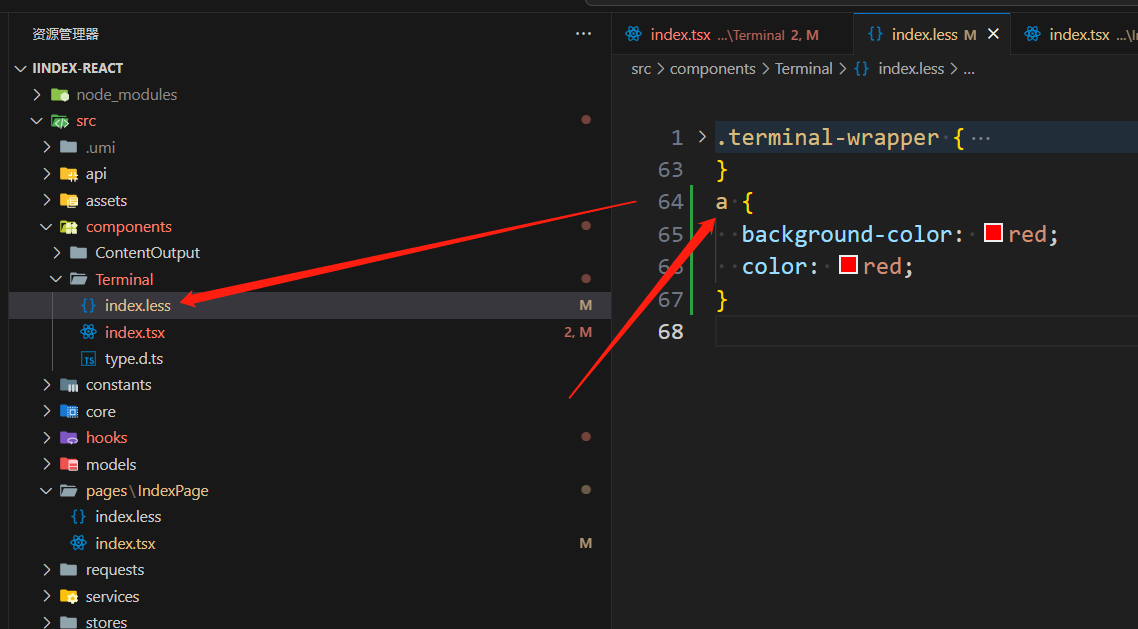 资源管理器 ···
IINDEX-REACT
node_modules
src
.umi
api
assets
components
ContentOutput
Terminal
index.less M
index.tsx 2, M
TS type.d.ts
constants
core
hooks
models
pages\IndexPage
index.less
index.tsx M
requests
services
stores
index.tsx ...\Terminal 2, M {} index.less M × index.tsx ...\In
src > components > Terminal > {} index.less > ...
1 > .terminal-wrapper { ···
63 }
64 a {
65 background-color: red;
66 color: red;
67 }
68